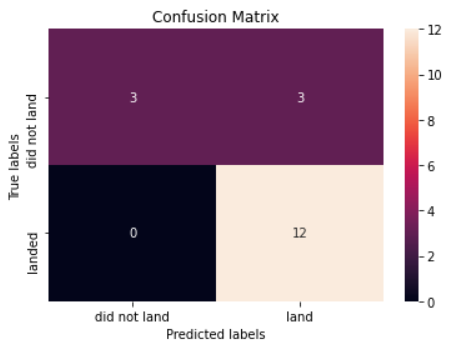 Confusion Matrix
True labels
did not land
landed
3 3
0 12
did not land land
Predicted labels
12
10
8
6
4
2
0